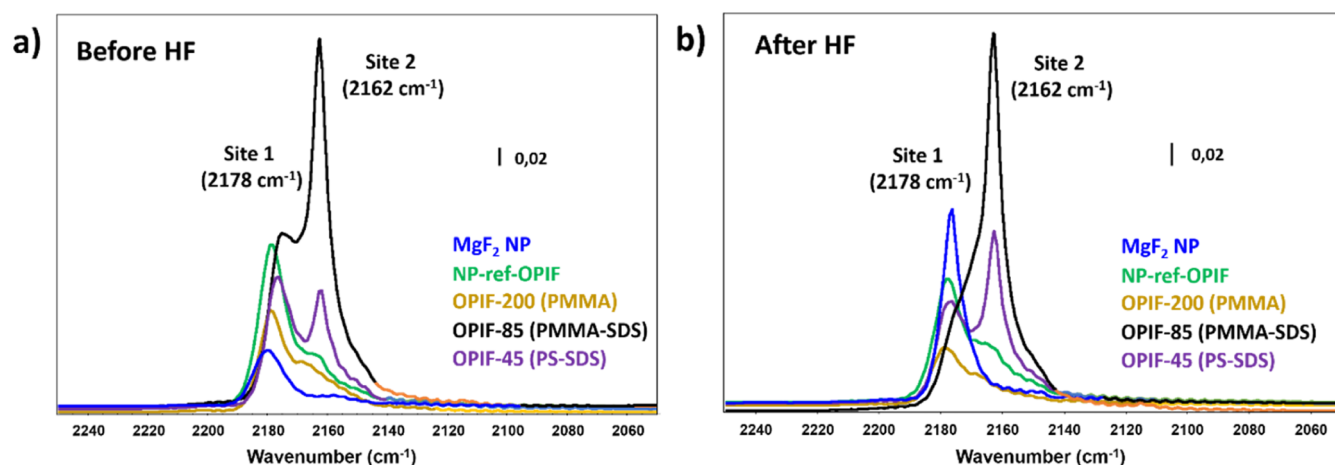 a)
Before HF
Site 2
(2162 cm-1)
Site 1
(2178 cm-1)
0,02
MgF2 NP
NP-ref-OPIF
OPIF-200 (PMMA)
OPIF-85 (PMMA-SDS)
OPIF-45 (PS-SDS)
2240 2220 2200 2180 2160 2140 2120 2100 2080 2060
Wavenumber (cm-1)
b)
After HF
Site 2
(2162 cm-1)
Site 1
(2178 cm-1)
0,02
MgF2 NP
NP-ref-OPIF
OPIF-200 (PMMA)
OPIF-85 (PMMA-SDS)
OPIF-45 (PS-SDS)
2240 2220 2200 2180 2160 2140 2120 2100 2080 2060
Wavenumber (cm-1)